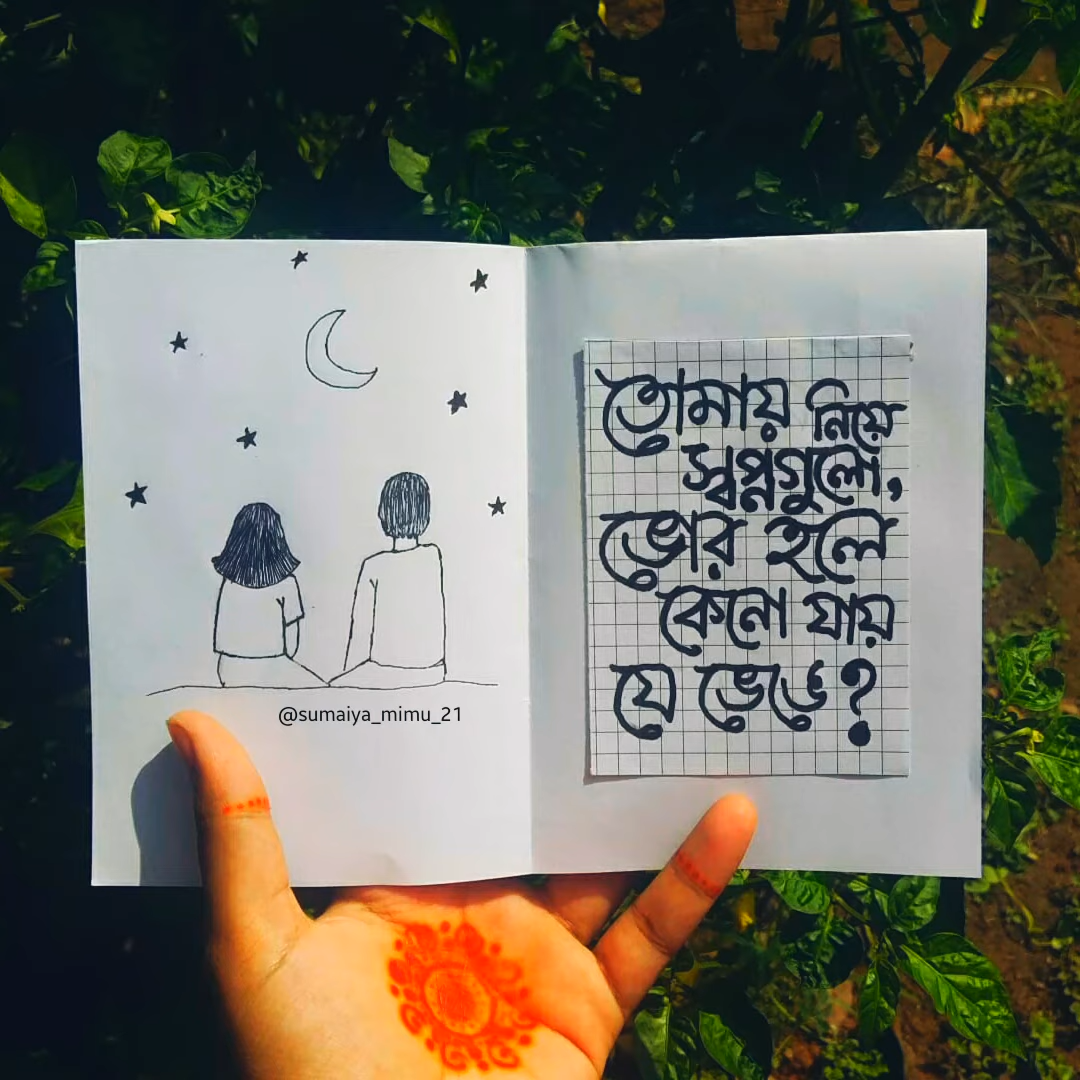 @sumaiya_mimu_21
তোমায় নিয়ে
স্বপ্নগুলো,
ভোর হলে
কেনো যায়
যে ভেঙে?